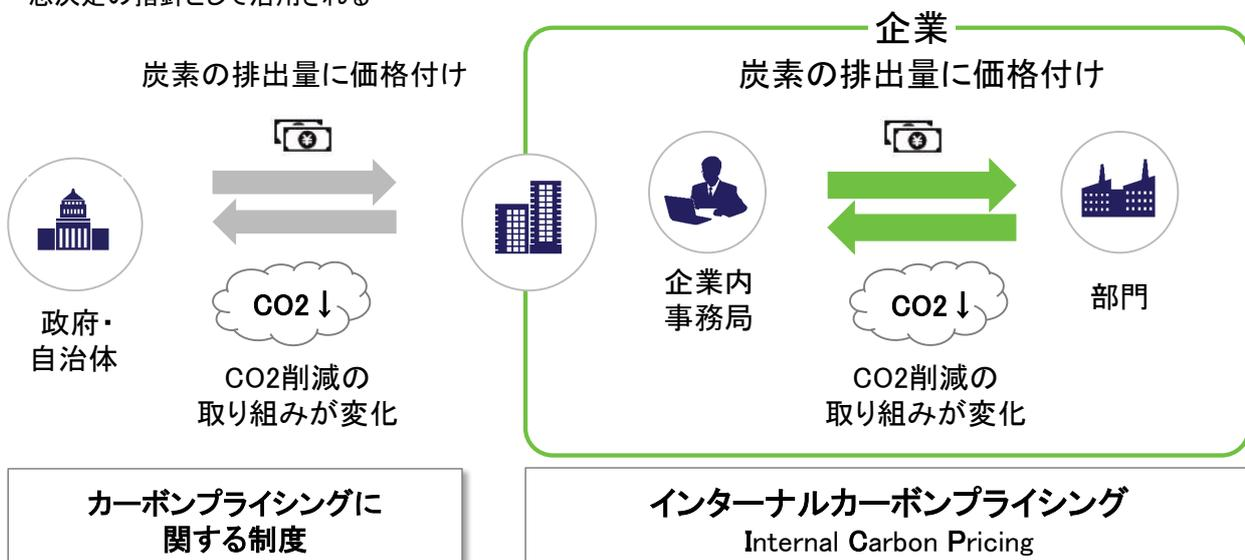 企業
炭素の排出量に価格付け
炭素の排出量に価格付け
政府・
自治体
CO2↓
CO2削減の
取り組みが変化
企業内
事務局
CO2↓
CO2削減の
取り組みが変化
部門
カーボンプライシングに
関する制度
インターナルカーボンプライシング
Internal Carbon Pricing